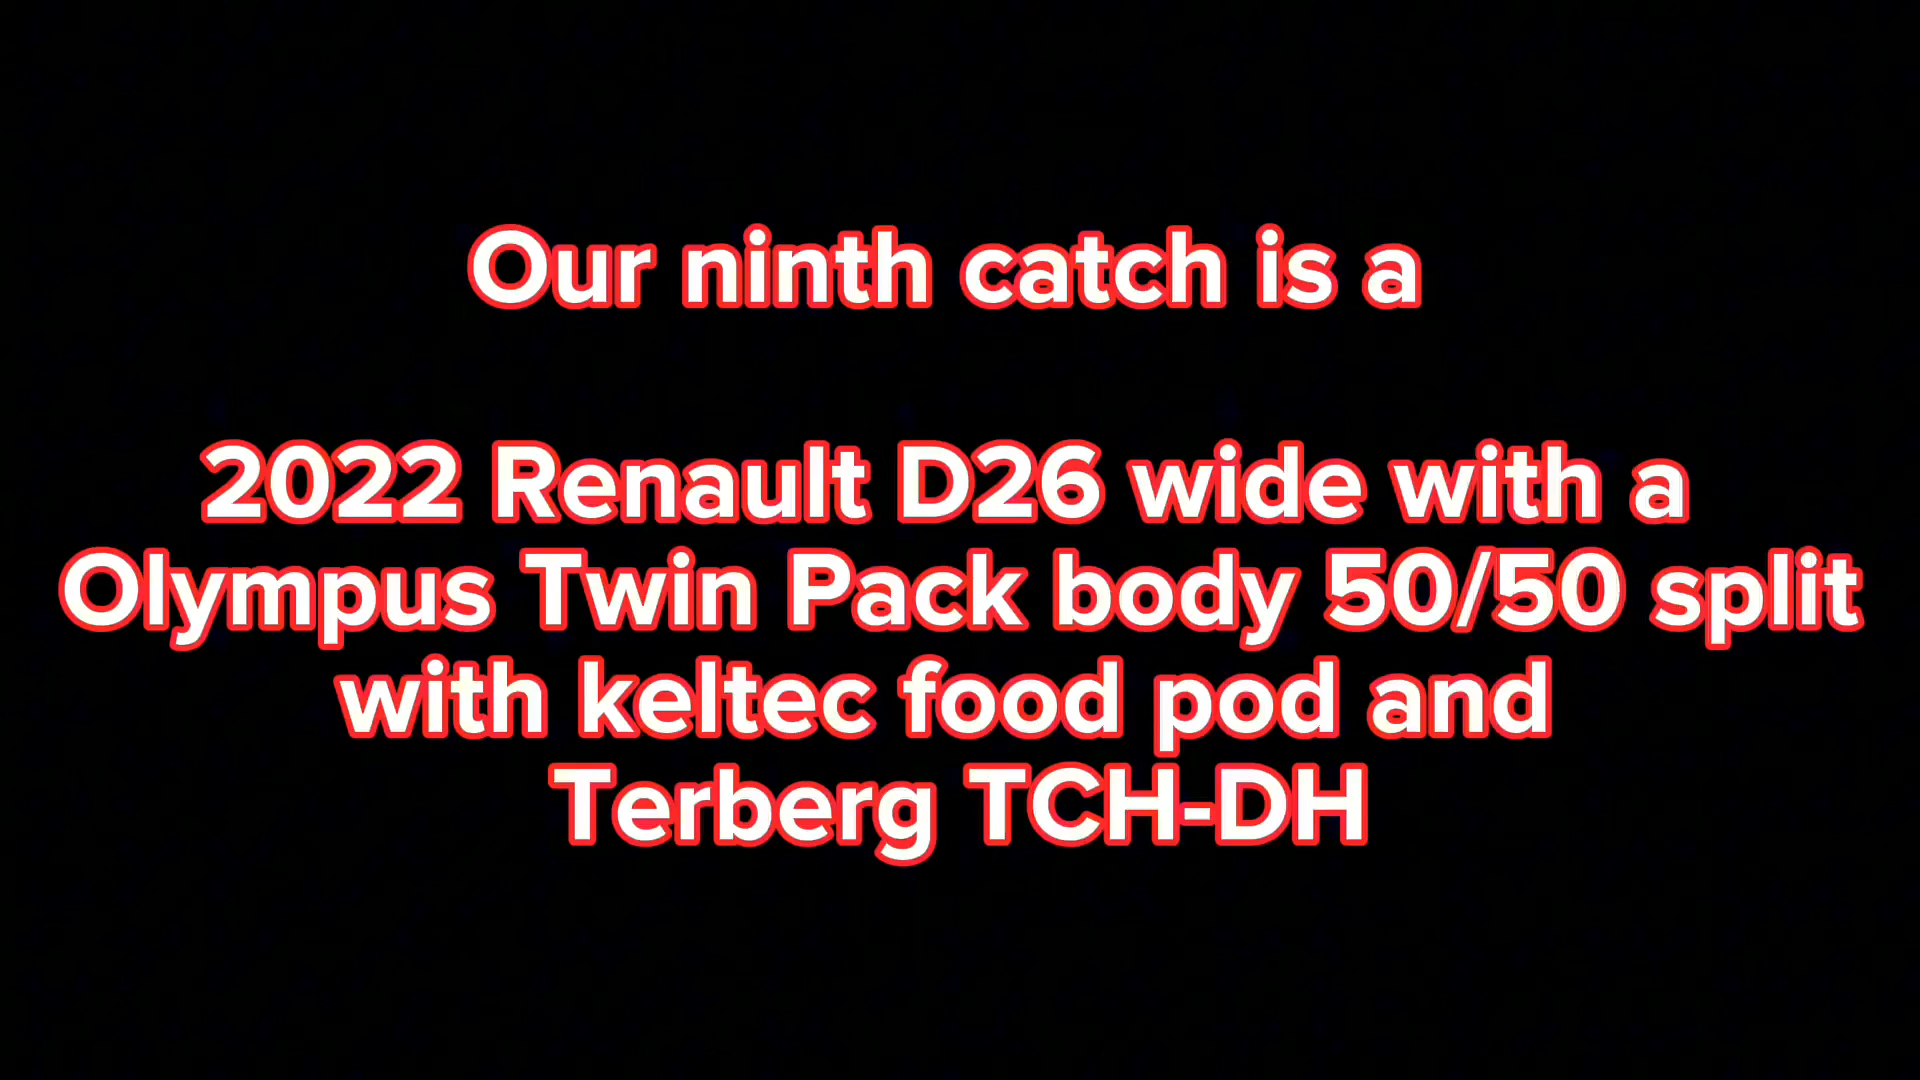 Our ninth catch is a
2022 Renault D26 wide with a
Olympus Twin Pack body 50/50 split
with keltec food pod and
Terberg TCH-DH